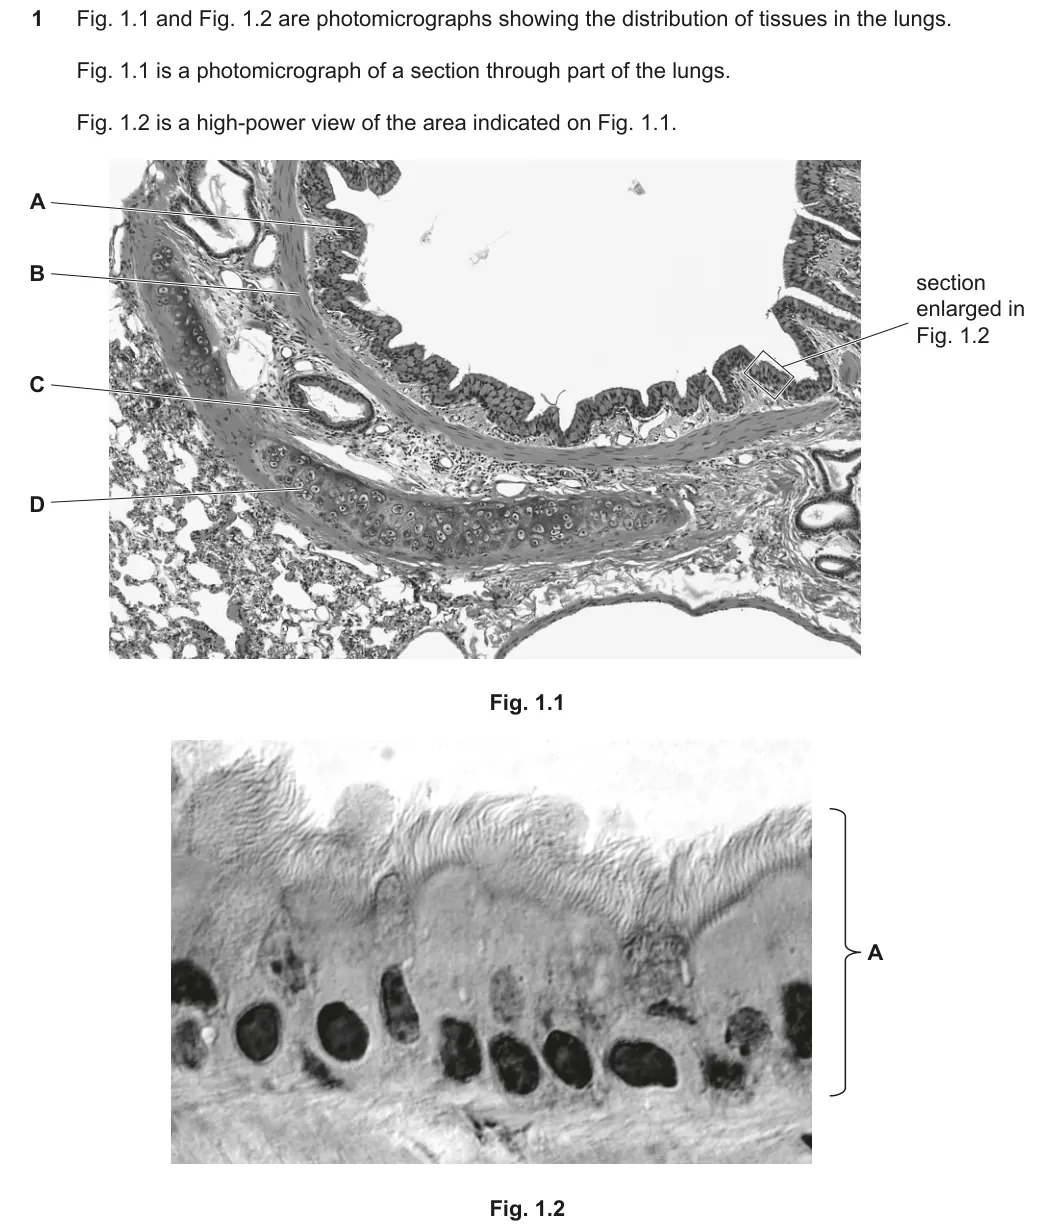 1 Fig. 1.1 and Fig. 1.2 are photomicrographs showing the distribution of tissues in the lungs.
Fig. 1.1 is a photomicrograph of a section through part of the lungs.
Fig. 1.2 is a high-power view of the area indicated on Fig. 1.1.
A
B
section
enlarged in
Fig. 1.2
C
D
Fig. 1.1
A
Fig. 1.2